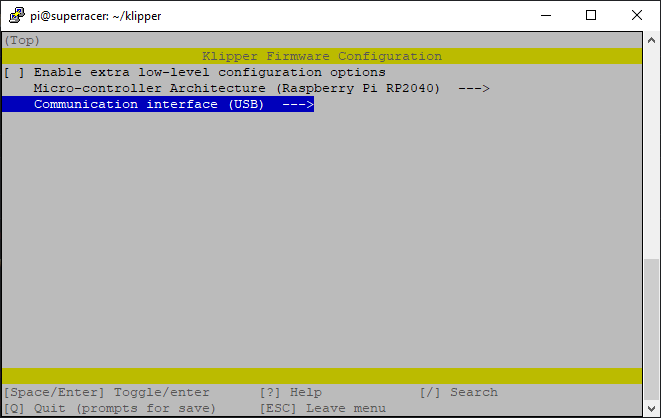 pi@superracer: ~/klipper
(Top)
Klipper Firmware Configuration
[ ] Enable extra low-level configuration options
Micro-controller Architecture (Raspberry Pi RP2040)  --->
Communication interface (USB)  --->
[Space/Enter] Toggle/enter      [?] Help            [/] Search
[Q] Quit (prompts for save)     [ESC] Leave menu